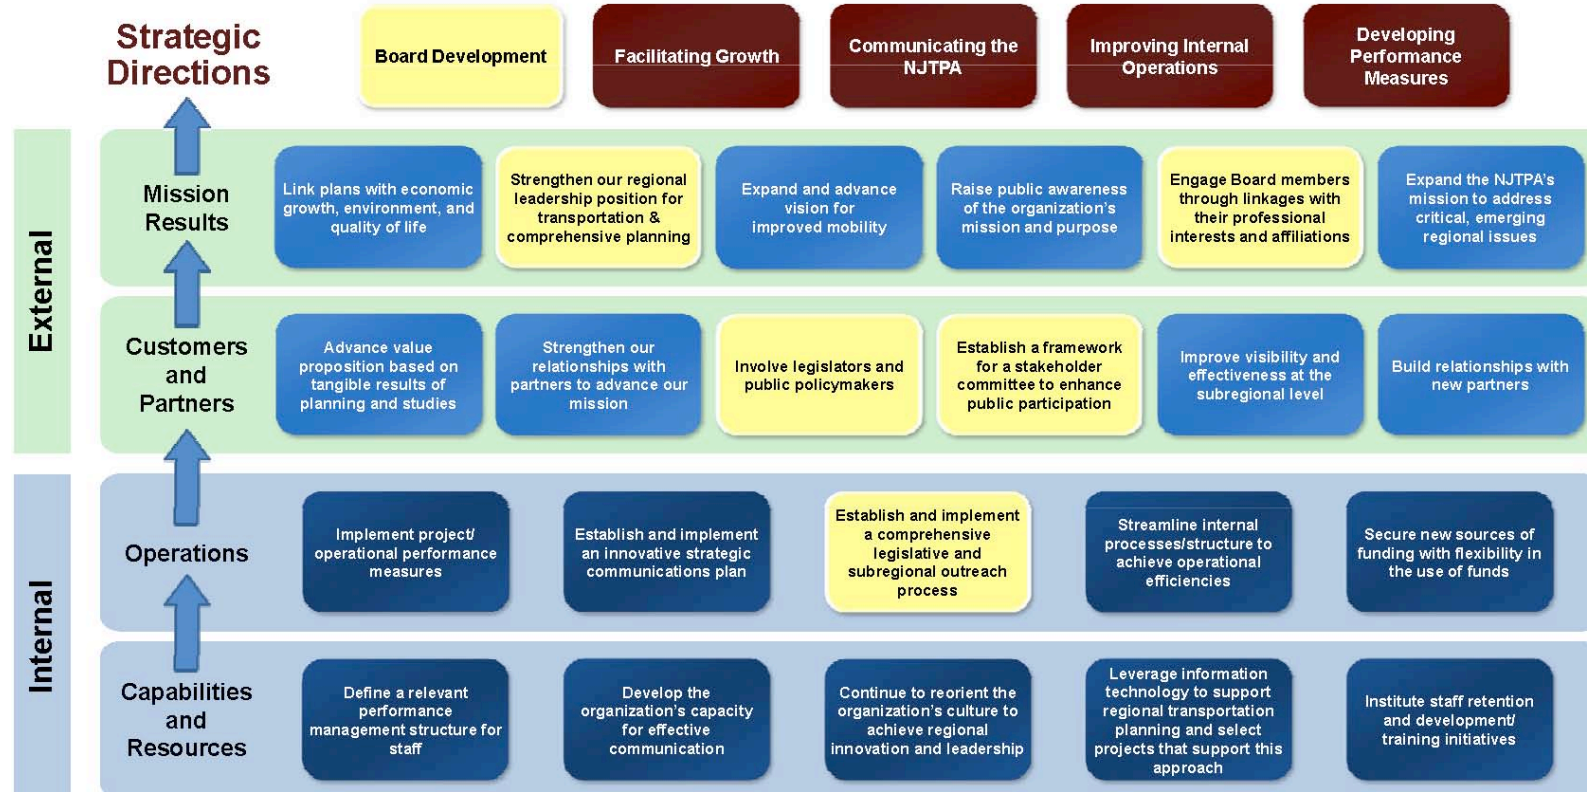 Strategic
Directions
Board Development
Facilitating Growth
Communicating the
NJTPA
Improving Internal
Operations
Developing
Performance
Measures
External
Mission
Results
Link plans with economic
growth, environment, and
quality of life
Strengthen our regional
leadership position for
transportation &
comprehensive planning
Expand and advance
vision for
improved mobility
Raise public awareness
of the organization's
mission and purpose
Engage Board members
through linkages with
their professional
interests and affiliations
Expand the NJTPA's
mission to address
critical, emerging
regional issues
Customers
and
Partners
Advance value
proposition based on
tangible results of
planning and studies
Strengthen our
relationships with
partners to advance our
mission
Involve legislators and
public policymakers
Establish a framework
for a stakeholder
committee to enhance
public participation
Improve visibility and
effectiveness at the
subregional level
Build relationships with
new partners
Internal
Operations
Implement project/
operational performance
measures
Establish and implement
an innovative strategic
communications plan
Establish and implement
a comprehensive
legislative and
subregional outreach
process
Streamline internal
processes/structure to
achieve operational
efficiencies
Secure new sources of
funding with flexibility in
the use of funds
Capabilities
and
Resources
Define a relevant
performance
management structure for
staff
Develop the
organization's capacity
for effective
communication
Continue to reorient the
organization's culture to
achieve regional
innovation and leadership
Leverage information
technology to support
regional transportation
planning and select
projects that support this
approach
Institute staff retention
and development/
training initiatives